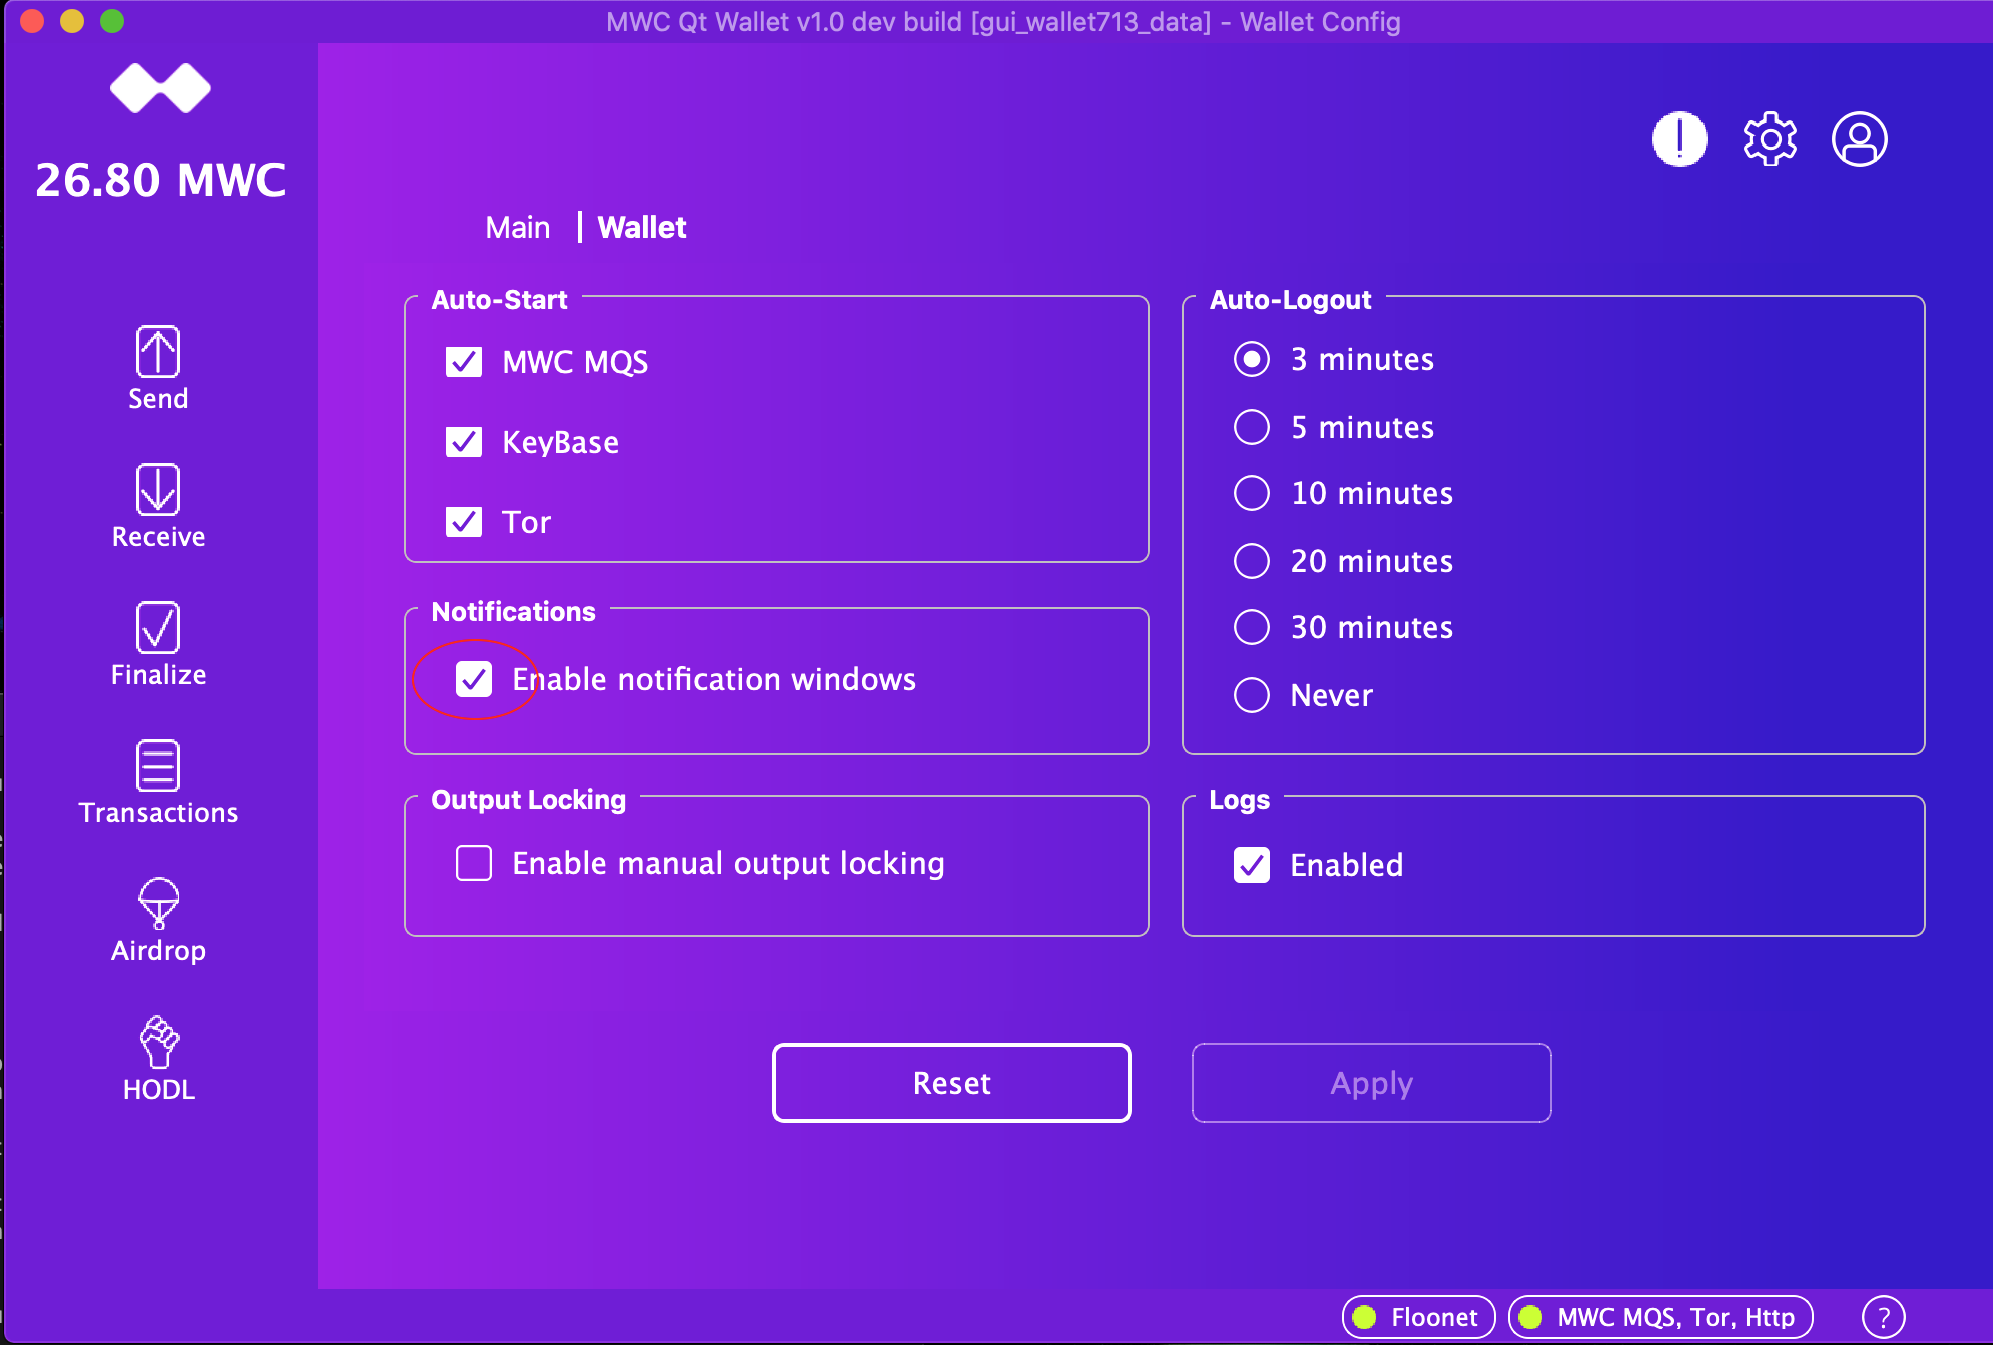 MWC Qt Wallet v1.0 dev build [gui_wallet713_data] - Wallet Config
26.80 MWC
Send
Receive
Finalize
Transactions
Airdrop
HODL
Main | Wallet
Auto-Start
MWC MQS
KeyBase
Tor
Notifications
Enable notification windows
Output Locking
Enable manual output locking
Auto-Logout
3 minutes
5 minutes
10 minutes
20 minutes
30 minutes
Never
Logs
Enabled
Reset
Apply
Floonet
MWC MQS, Tor, Http
?